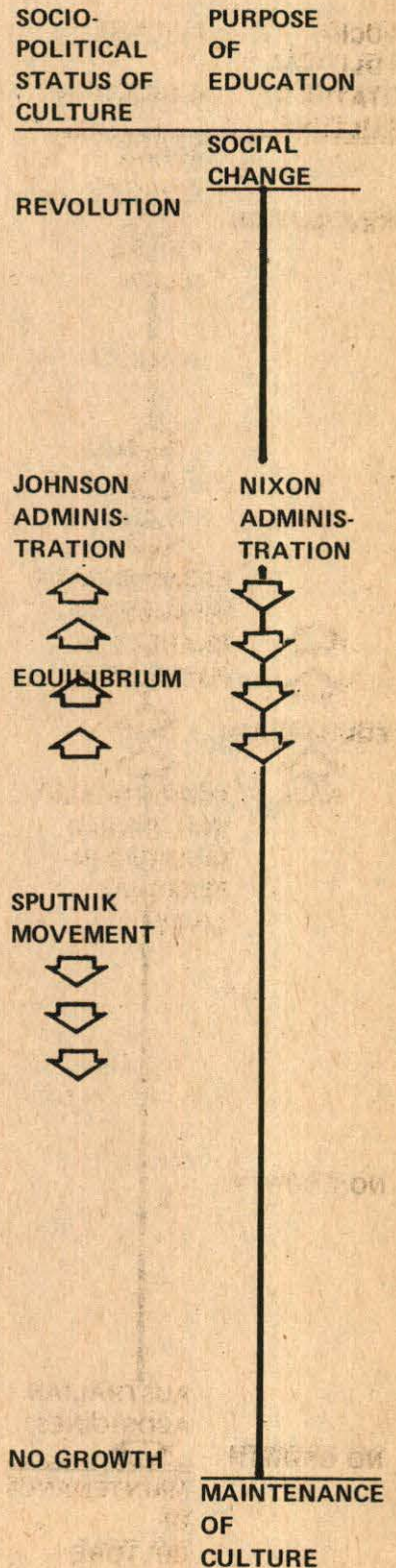 SOCIO-
POLITICAL
STATUS OF
CULTURE
PURPOSE
OF
EDUCATION
SOCIAL
CHANGE
REVOLUTION
JOHNSON
ADMINIS-
TRATION
NIXON
ADMINIS-
TRATION
EQUILIBRIUM
SPUTNIK
MOVEMENT
NO GROWTH
MAINTENANCE
OF
CULTURE